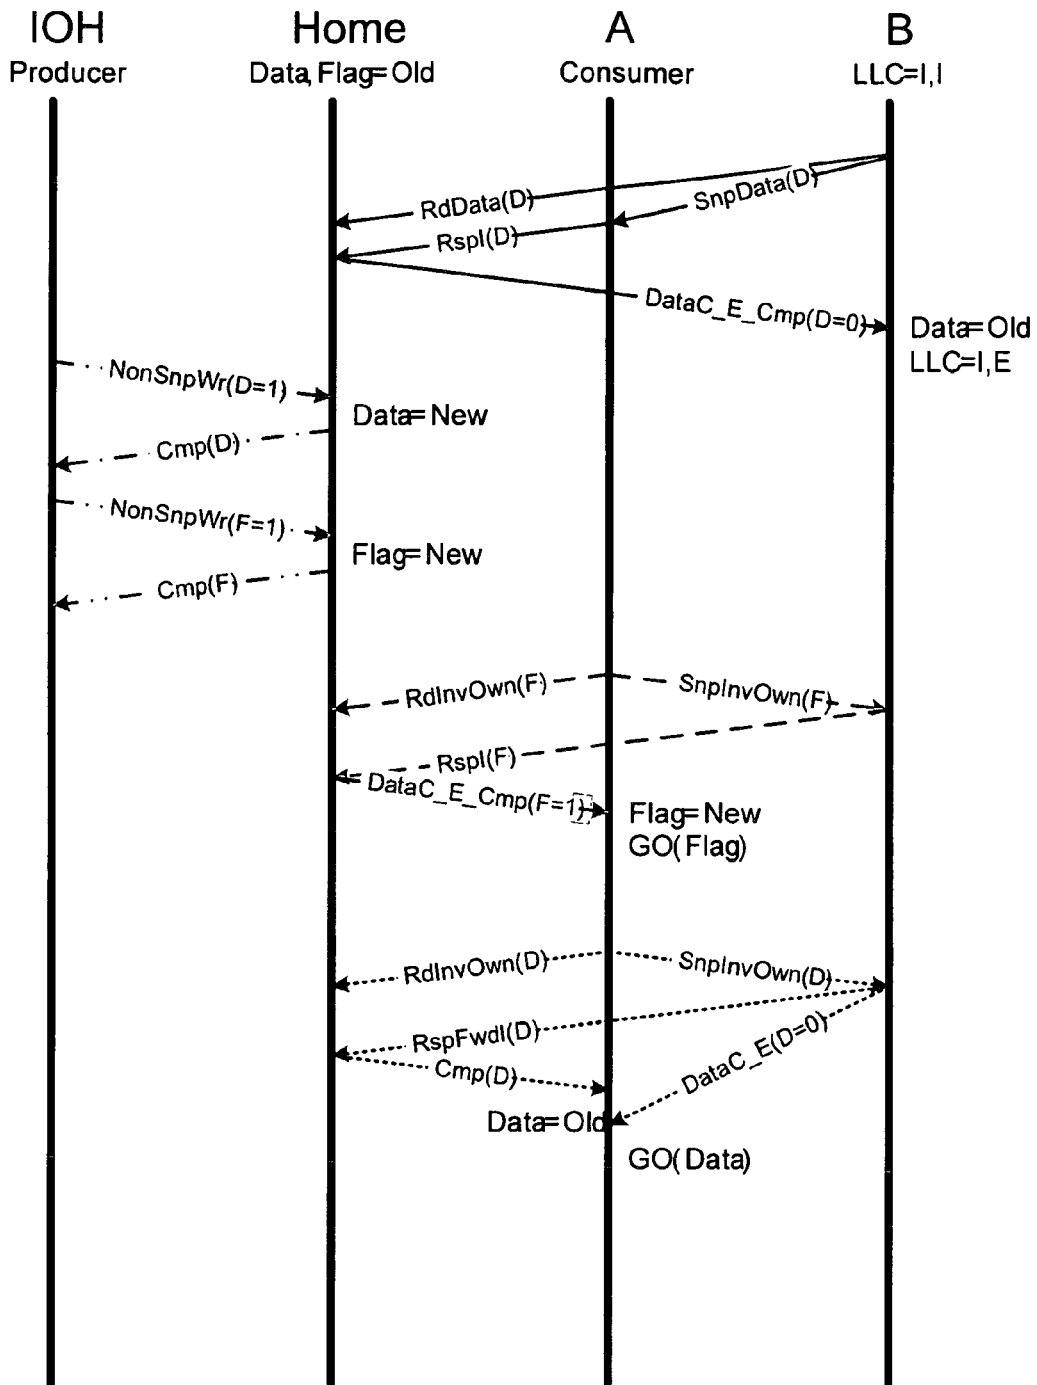 IOH Home A B
Producer Data,Flag=Old Consumer LLC=I,I
RdData(D)
SnpData(D)
RspI(D)
DataC_E_Cmp(D=0)
Data=Old
LLC=I,E
NonSnpWr(D=1)
Data=New
Cmp(D)
NonSnpWr(F=1)
Flag=New
Cmp(F)
RdInvOwn(F)
SnpInvOwn(F)
RspI(F)
DataC_E_Cmp(F=1)
Flag=New
GO(Flag)
RdInvOwn(D)
SnpInvOwn(D)
RspFwdI(D)
Cmp(D)
DataC_E(D=0)
Data=Old
GO(Data)